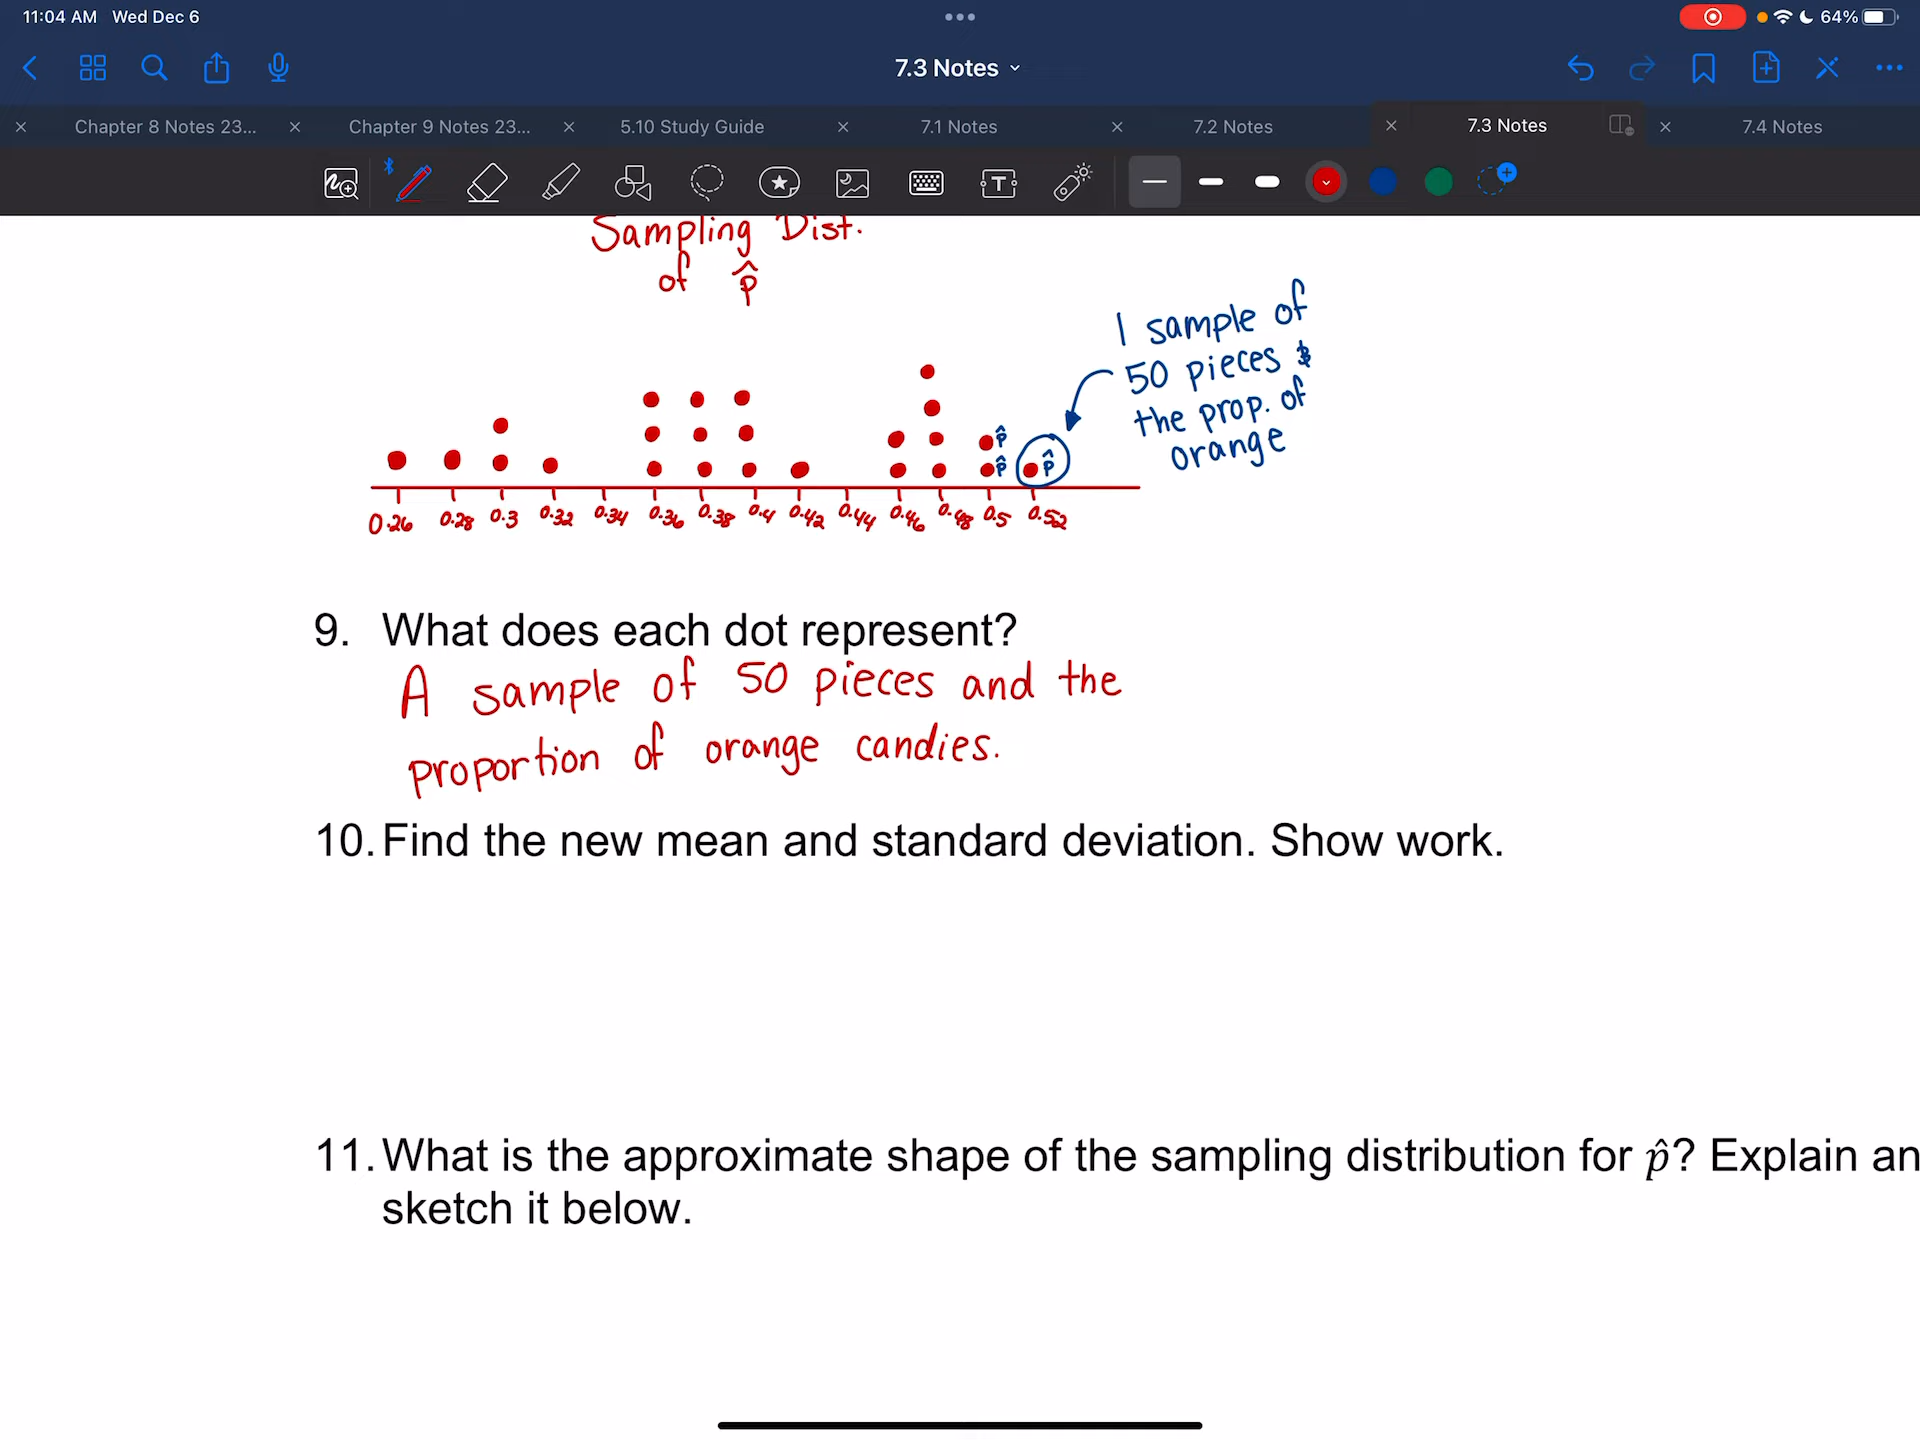 11:04 AM Wed Dec 6
64%
7.3 Notes
Chapter 8 Notes 23...
Chapter 9 Notes 23...
5.10 Study Guide
7.1 Notes
7.2 Notes
7.3 Notes
7.4 Notes
Sampling Dist.
of p̂
1 sample of
50 pieces &
the prop. of
orange
p̂
p̂
p̂
0.26 0.28 0.3 0.32 0.34 0.36 0.38 0.4 0.42 0.44 0.46 0.48 0.5 0.52
9. What does each dot represent?
A sample of 50 pieces and the
proportion of orange candies.
10. Find the new mean and standard deviation. Show work.
11. What is the approximate shape of the sampling distribution for p̂? Explain an
sketch it below.